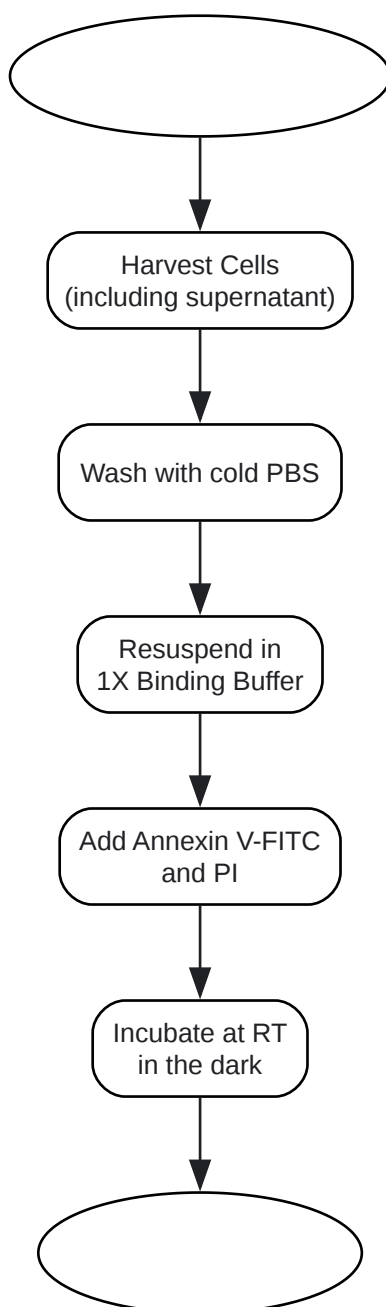 Harvest Cells
(including supernatant)
Wash with cold PBS
Resuspend in
1X Binding Buffer
Add Annexin V-FITC
and PI
Incubate at RT
in the dark